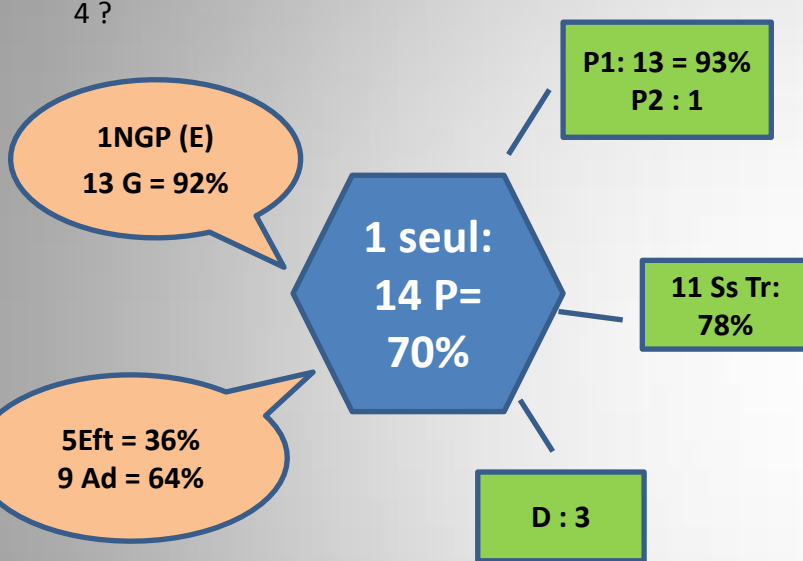 4 ?
P1: 13 = 93%
P2 : 1
1NGP (E)
13 G = 92%
1 seul:
14 P=
70%
11 Ss Tr:
78%
5Eft = 36%
9 Ad = 64%
D : 3